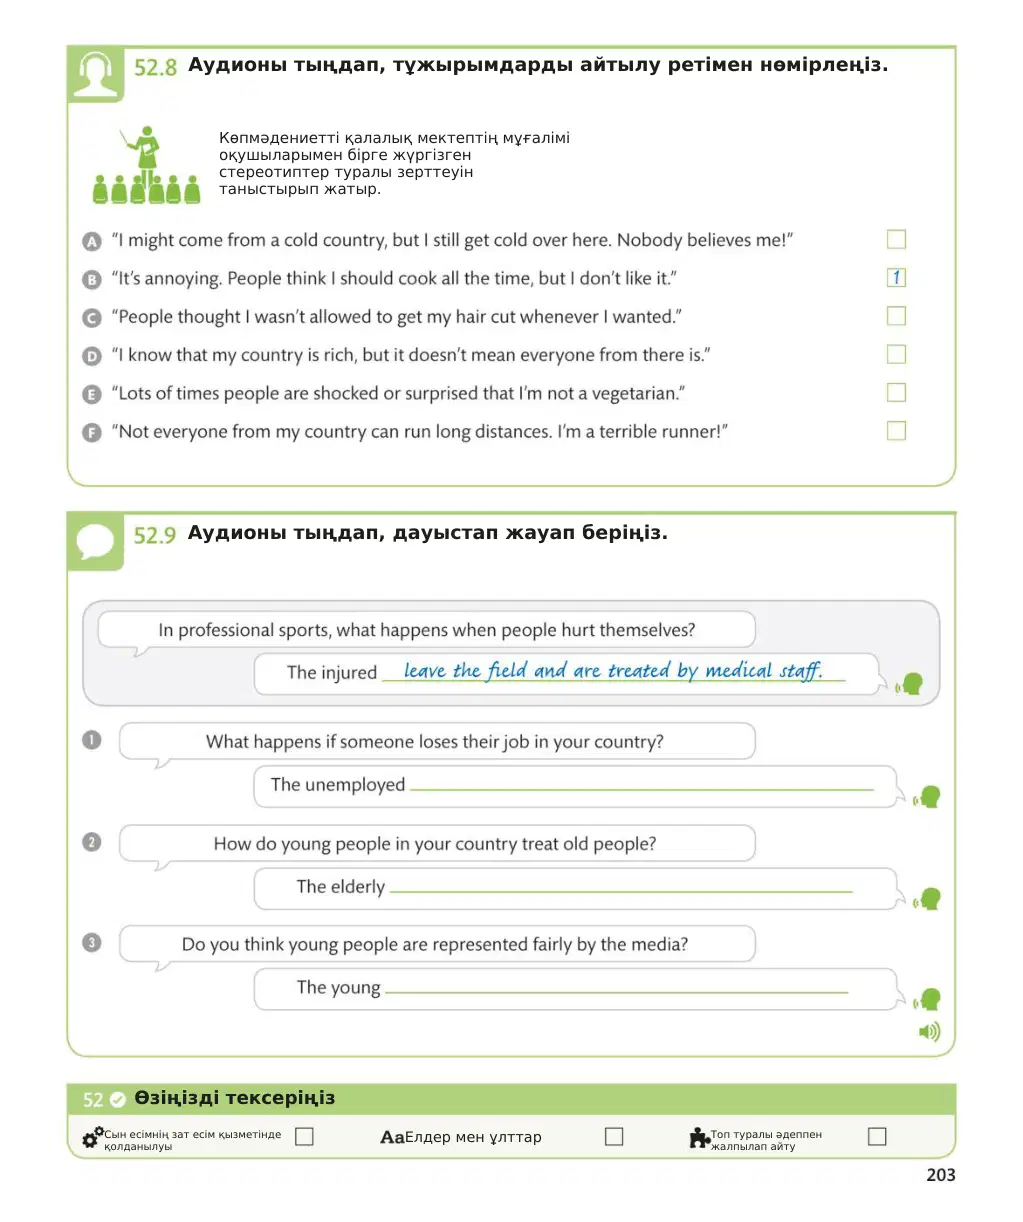 52.8 Аудионы тыңдап, тұжырымдарды айтылу ретімен нөмірлеңіз.
Көпмәдениетті қалалық мектептің мұғалімі
оқушыларымен бірге жүргізген
стереотиптер туралы зерттеуін
таныстырып жатыр.
A "I might come from a cold country, but I still get cold over here. Nobody believes me!"
B "It's annoying. People think I should cook all the time, but I don't like it." 1
C "People thought I wasn't allowed to get my hair cut whenever I wanted."
D "I know that my country is rich, but it doesn't mean everyone from there is."
E "Lots of times people are shocked or surprised that I'm not a vegetarian."
F "Not everyone from my country can run long distances. I'm a terrible runner!"
52.9 Аудионы тыңдап, дауыстап жауап беріңіз.
In professional sports, what happens when people hurt themselves?
The injured leave the field and are treated by medical staff.
1 What happens if someone loses their job in your country?
The unemployed
2 How do young people in your country treat old people?
The elderly
3 Do you think young people are represented fairly by the media?
The young
52 Өзіңізді тексеріңіз
Сын есімнің зат есім қызметінде
қолданылуы
Aa Елдер мен ұлттар
Топ туралы әдеппен
жалпылап айту
203